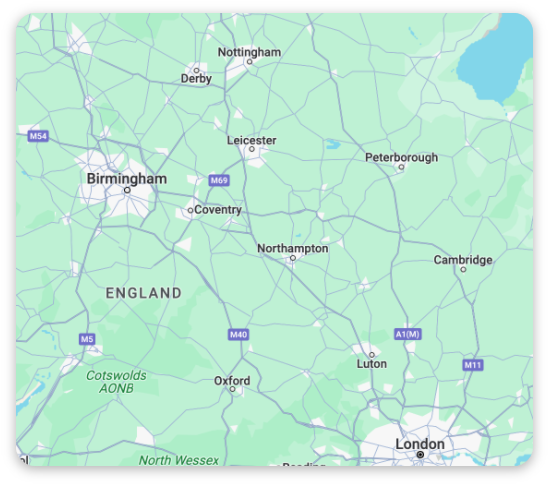 Nottingham
Derby
M54
Leicester
Peterborough
Birmingham
M69
Coventry
Northampton
Cambridge
ENGLAND
M5
M40
A1(M)
M11
Luton
Cotswolds
AONB
Oxford
London
North Wessex